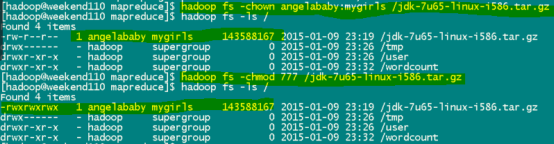 [hadoop@weekend110 mapreduce]$ hadoop fs -chown angelababy:mygirls /jdk-7u65-linux-i586.tar.gz
[hadoop@weekend110 mapreduce]$ hadoop fs -ls /
Found 4 items
-rw-r--r--   1 angelababy mygirls     143588167 2015-01-09 23:19 /jdk-7u65-linux-i586.tar.gz
drwx------   - hadoop     supergroup          0 2015-01-09 23:26 /tmp
drwxr-xr-x   - hadoop     supergroup          0 2015-01-09 23:26 /user
drwxr-xr-x   - hadoop     supergroup          0 2015-01-09 23:32 /wordcount
[hadoop@weekend110 mapreduce]$ hadoop fs -chmod 777 /jdk-7u65-linux-i586.tar.gz
[hadoop@weekend110 mapreduce]$ hadoop fs -ls /
Found 4 items
-rwxrwxrwx   1 angelababy mygirls     143588167 2015-01-09 23:19 /jdk-7u65-linux-i586.tar.gz
drwx------   - hadoop     supergroup          0 2015-01-09 23:26 /tmp
drwxr-xr-x   - hadoop     supergroup          0 2015-01-09 23:26 /user
drwxr-xr-x   - hadoop     supergroup          0 2015-01-09 23:32 /wordcount